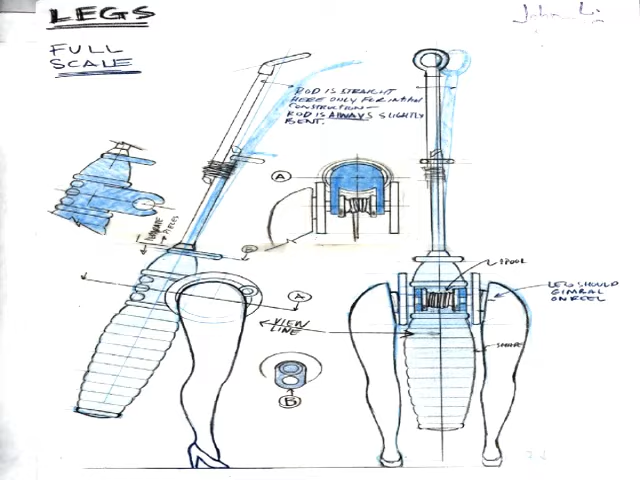 LEGS
FULL
SCALE
ROD IS STRAIGHT
HERE ONLY FOR
CONSTRUCTION —
ROD IS ALWAYS SLIGHTLY
BENT.
A
PIECES
B
SPOOL
LEG SHOULD
GIMBAL
ON REEL
A
VIEW
LINE
B